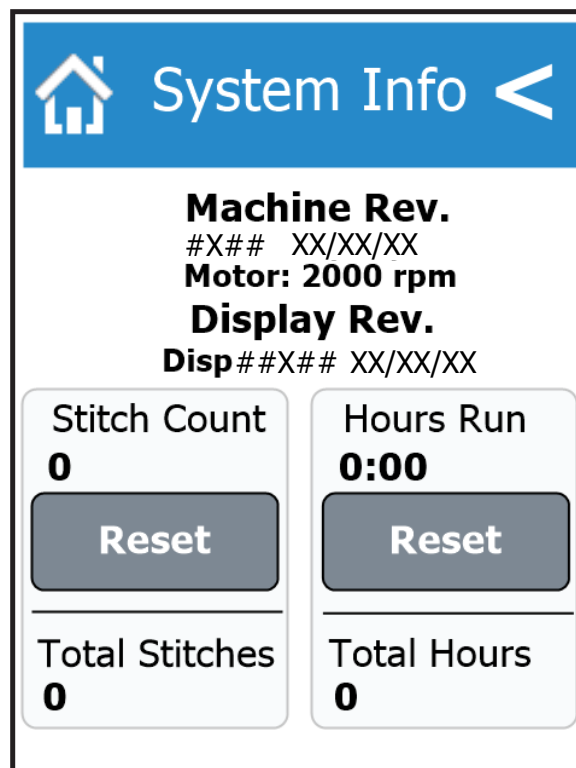 System Info <
Machine Rev.
#X## XX/XX/XX
Motor: 2000 rpm
Display Rev.
Disp##X## XX/XX/XX
Stitch Count
0
Reset
Total Stitches
0
Hours Run
0:00
Reset
Total Hours
0